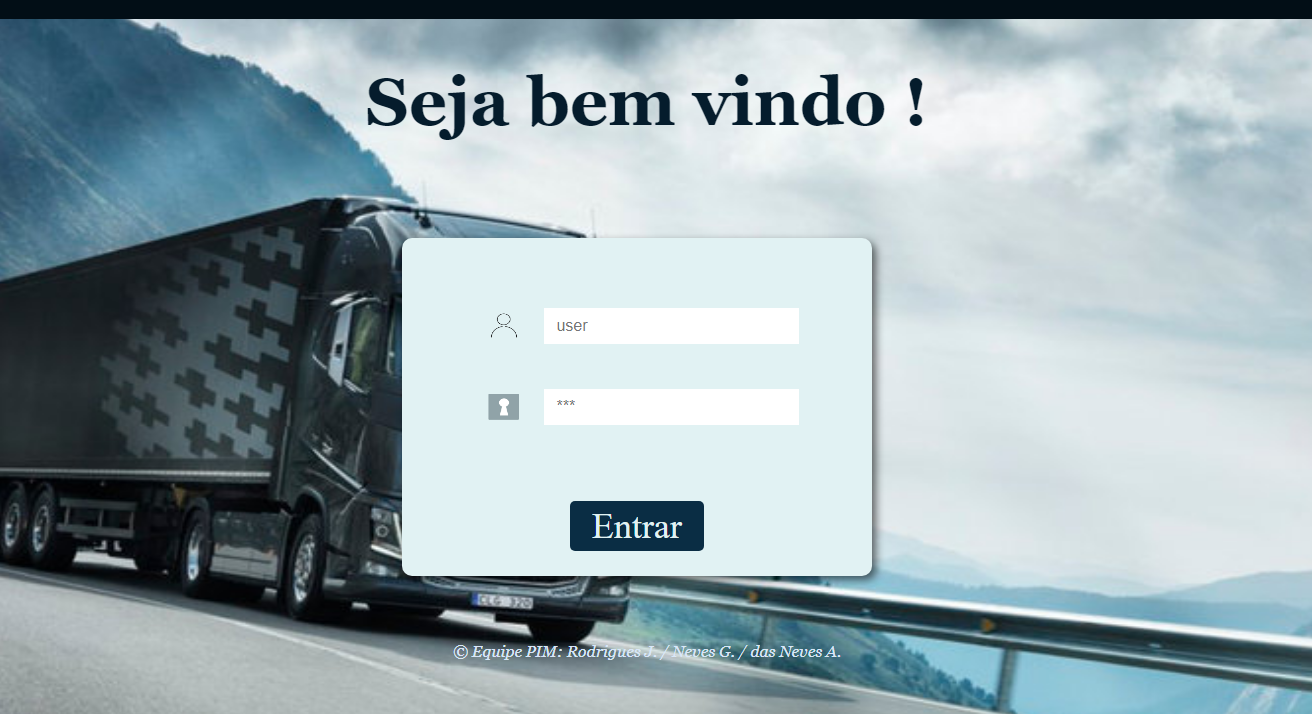 Seja bem vindo !
user
***
Entrar
CLG 320
© Equipe PIM: Rodrigues J. / Neves G. / das Neves A.